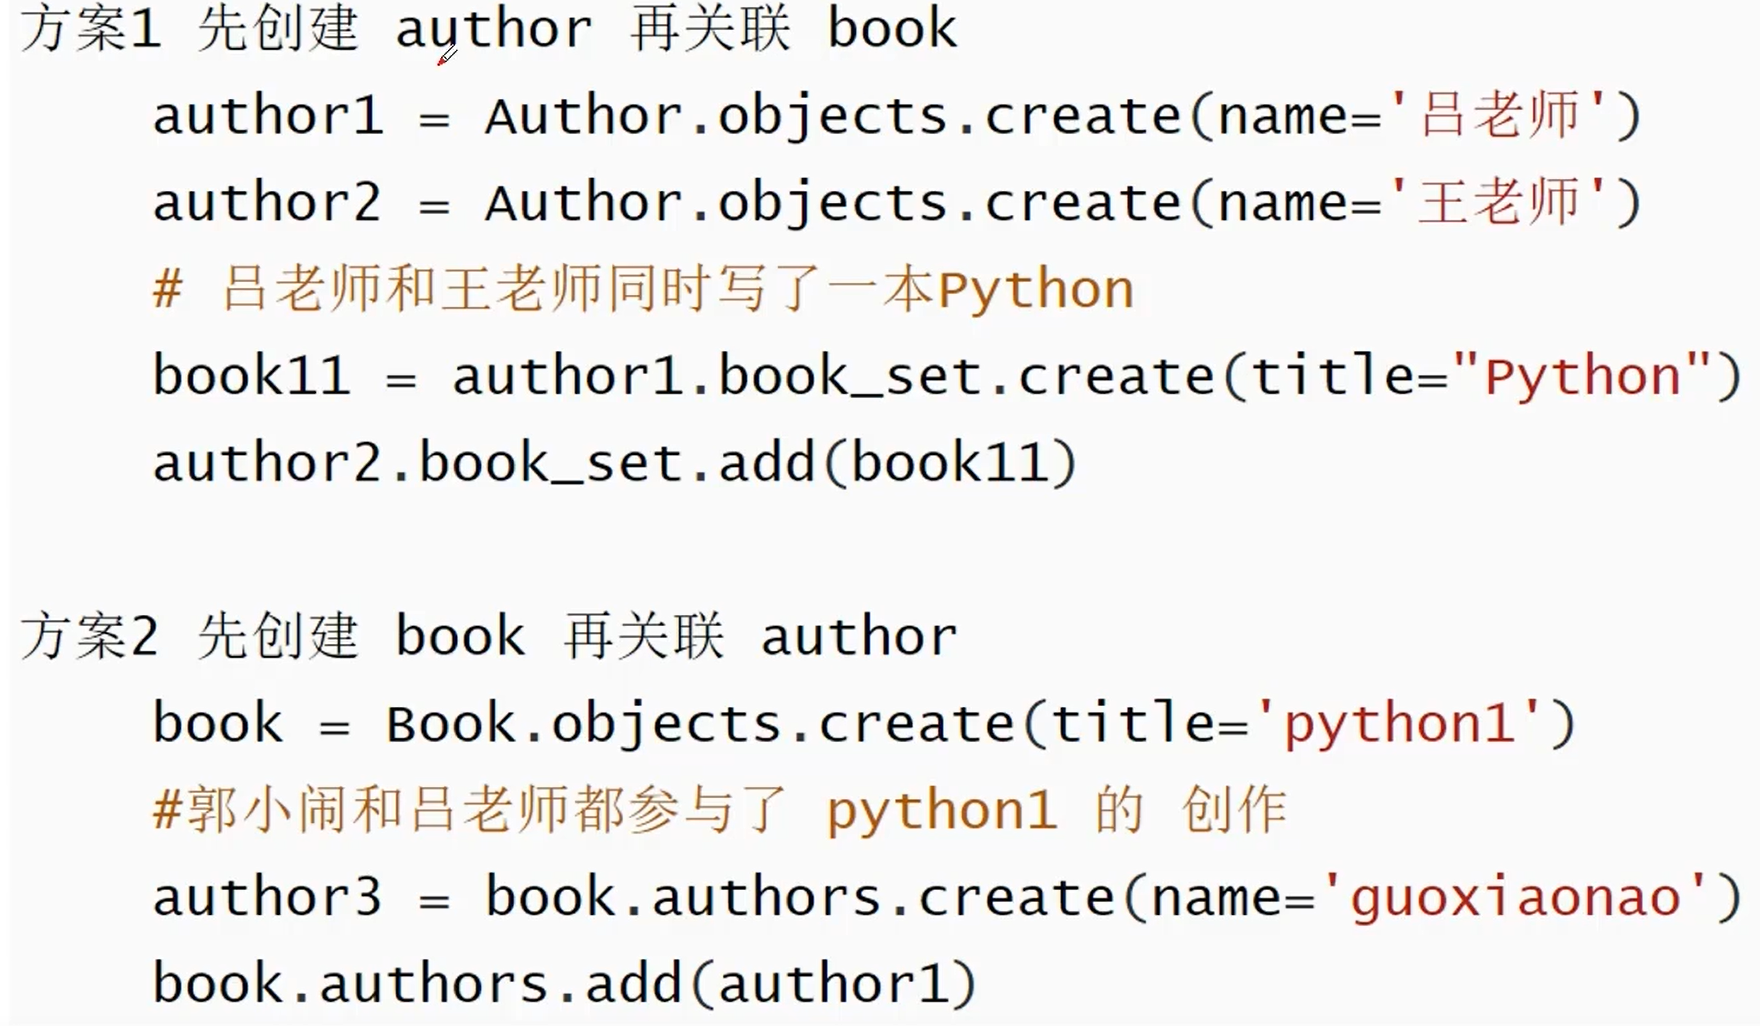 方案1 先创建 author 再关联 book
author1 = Author.objects.create(name='吕老师')
author2 = Author.objects.create(name='王老师')
# 吕老师和王老师同时写了一本Python
book11 = author1.book_set.create(title="Python")
author2.book_set.add(book11)
方案2 先创建 book 再关联 author
book = Book.objects.create(title='python1')
#郭小闹和吕老师都参与了 python1 的 创作
author3 = book.authors.create(name='guoxiaonao')
book.authors.add(author1)